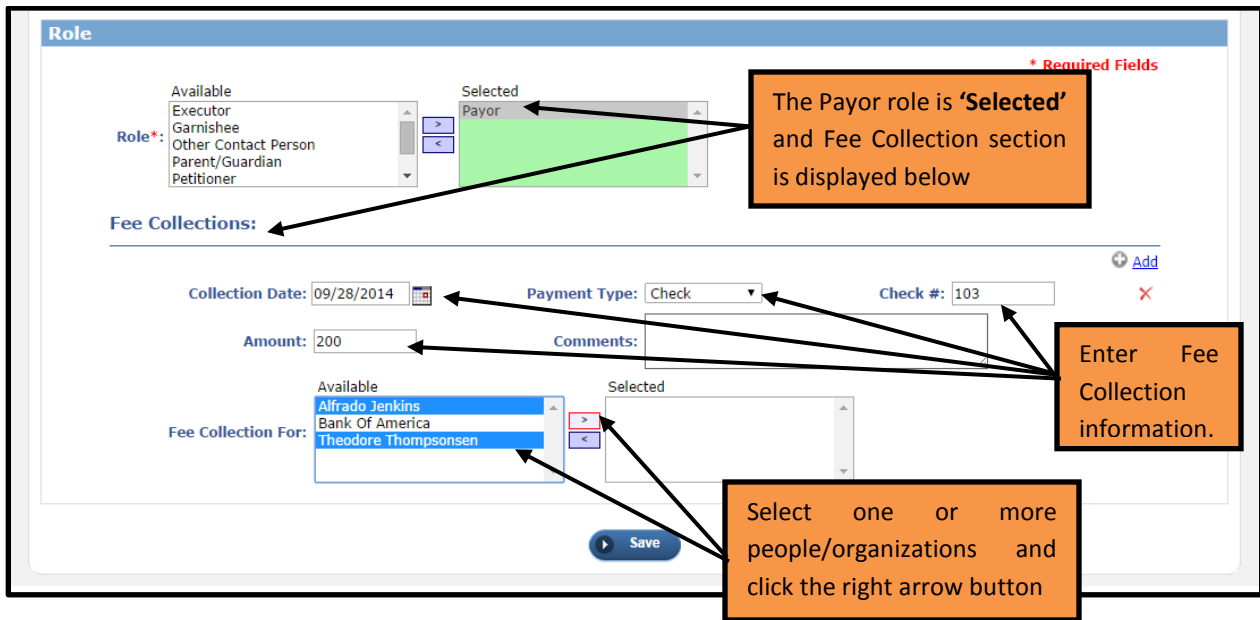 Role
* Required Fields
Available
Selected
Role*:
Executor
Garnishee
Other Contact Person
Parent/Guardian
Petitioner
>
<
Payor
The Payor role is ‘Selected’
and Fee Collection section
is displayed below
Fee Collections:
Add
Collection Date: 09/28/2014
Payment Type: Check
Check #: 103
Amount: 200
Comments:
Enter Fee
Collection
information.
Available
Selected
Fee Collection For:
Alfrado Jenkins
Bank Of America
Theodore Thompsonsen
>
<
Select one or more
people/organizations and
click the right arrow button
Save